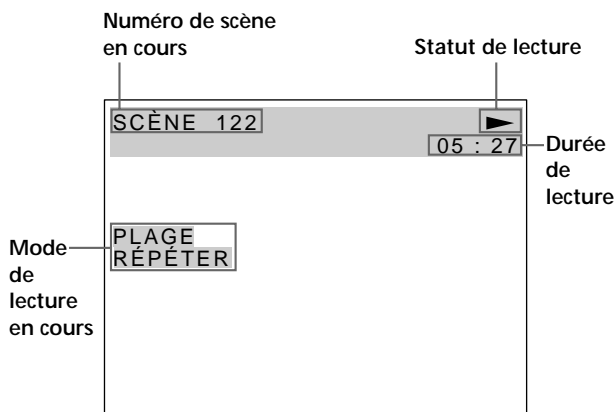 Numéro de scène
en cours
Statut de lecture
SCÈNE 122
05 : 27
Durée
de
lecture
PLAGE
RÉPÉTER
Mode
de
lecture
en cours